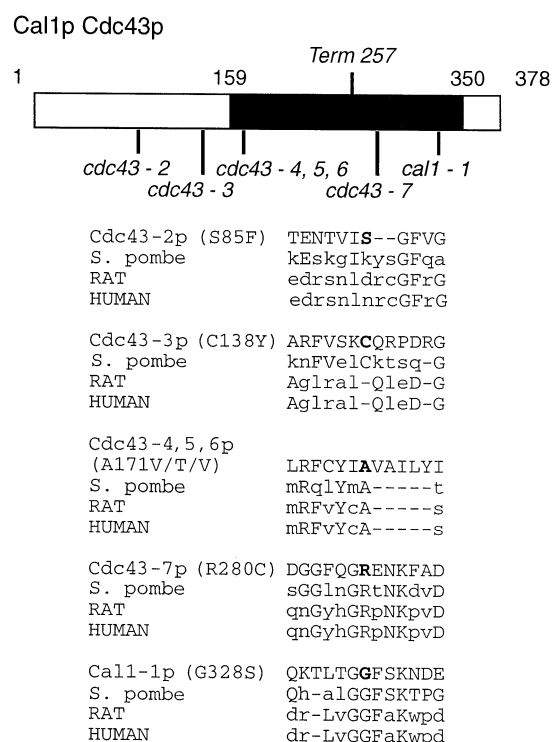 Cal1p Cdc43p
Term 257
1 159 350 378
cdc43 - 2 cdc43 - 4, 5, 6 cal1 - 1
cdc43 - 3 cdc43 - 7
Cdc43-2p (S85F) TENTVIS--GFVG
S. pombe kEskgIkysGFqa
RAT edrsnldrcGFrG
HUMAN edrsnlnrcGFrG
Cdc43-3p (C138Y) ARFVSKCQRPDRG
S. pombe knFVelCktsq-G
RAT Aglral-QleD-G
HUMAN Aglral-QleD-G
Cdc43-4,5,6p
(A171V/T/V) LRFCYIAVAILYI
S. pombe mRqlYmA-----t
RAT mRFvYcA-----s
HUMAN mRFvYcA-----s
Cdc43-7p (R280C) DGGFQGRENKFAD
S. pombe sGGlnGRtNKdvD
RAT qnGyhGRpNKpvD
HUMAN qnGyhGRpNKpvD
Cal1-1p (G328S) QKTLTGGFSKNDE
S. pombe Qh-alGGFSKTPG
RAT dr-LvGGFaKwpd
HUMAN dr-LvGGFaKwpd